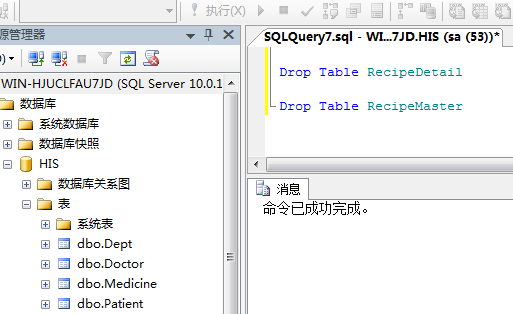 执行(X)
源管理器
SQLQuery7.sql - WI...7JD.HIS (sa (53))*
Drop Table RecipeDetail
Drop Table RecipeMaster
WIN-HJUCLFAU7JD (SQL Server 10.0.1
数据库
系统数据库
数据库快照
HIS
数据库关系图
表
系统表
dbo.Dept
dbo.Doctor
dbo.Medicine
dbo.Patient
消息
命令已成功完成。